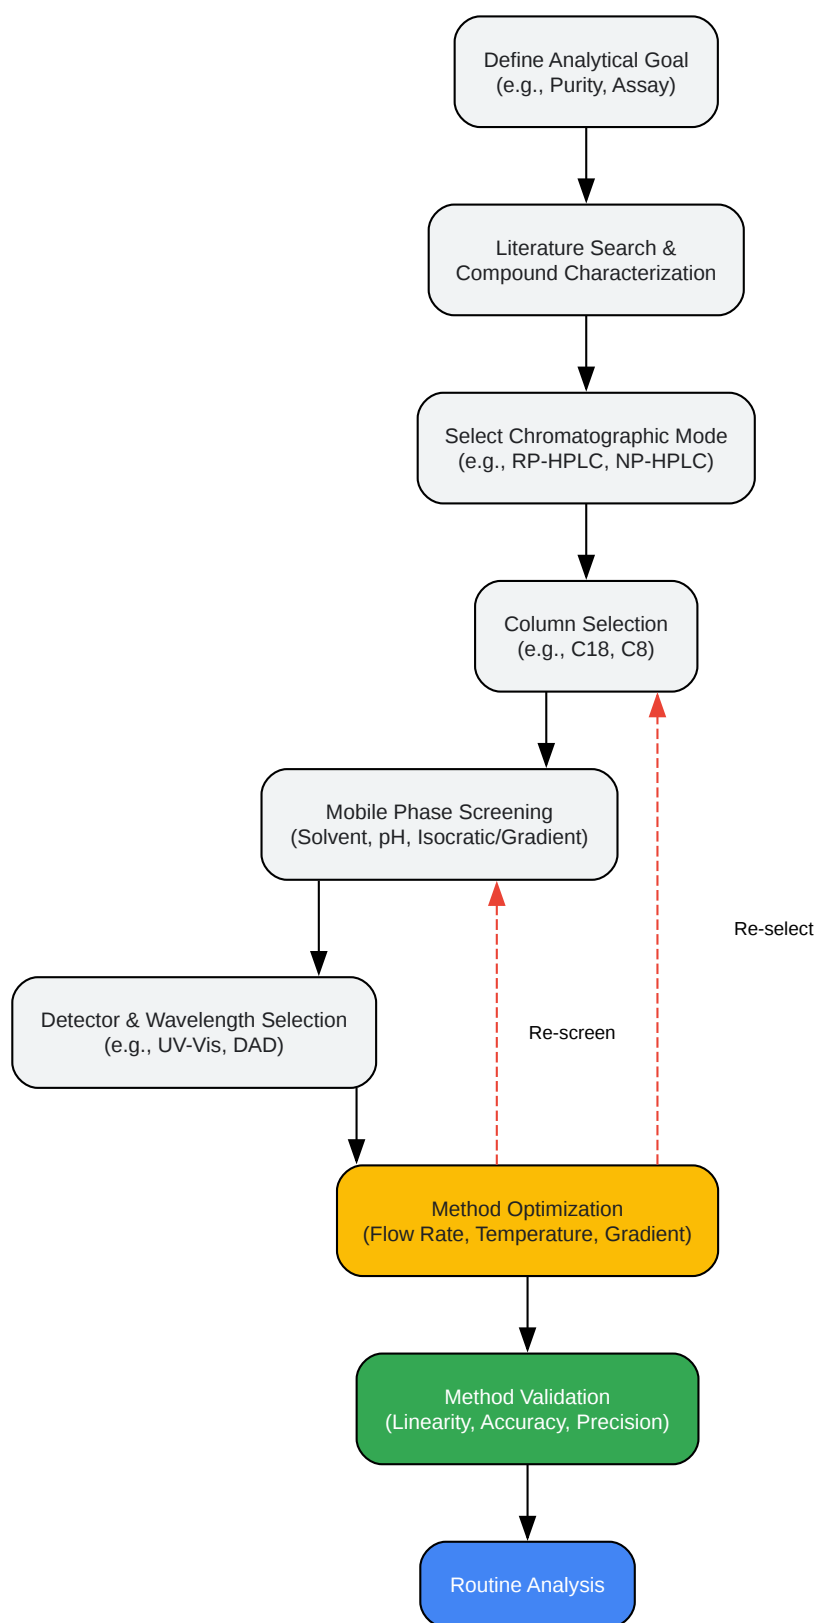 Define Analytical Goal
(e.g., Purity, Assay)
Literature Search &
Compound Characterization
Select Chromatographic Mode
(e.g., RP-HPLC, NP-HPLC)
Column Selection
(e.g., C18, C8)
Mobile Phase Screening
(Solvent, pH, Isocratic/Gradient)
Re-select
Detector & Wavelength Selection
(e.g., UV-Vis, DAD)
Re-screen
Method Optimization
(Flow Rate, Temperature, Gradient)
Method Validation
(Linearity, Accuracy, Precision)
Routine Analysis